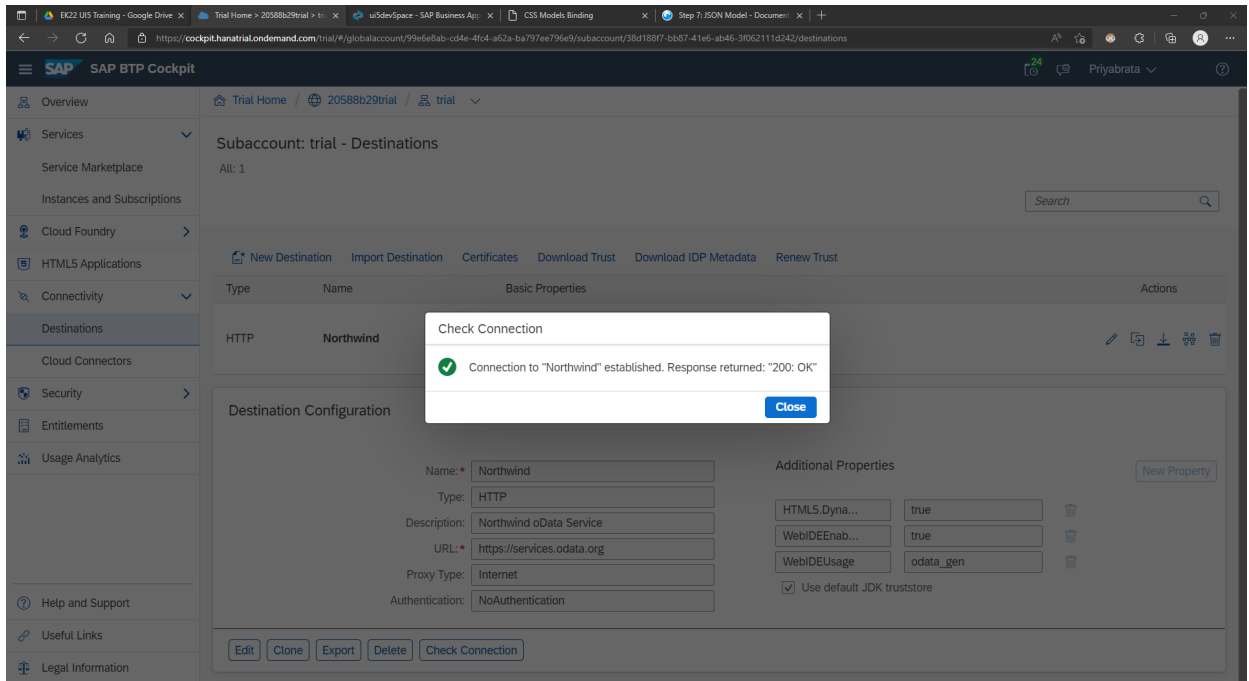 EK22 UI5 Training - Google Drive
Trial Home > 20588b29trial > tri
ui5devSpace - SAP Business App
CSS Models Binding
Step 7: JSON Model - Document
https://cockpit.hanatrial.ondemand.com/trial/#/globalaccount/99e6e8ab-cd4e-4fc4-a62a-ba797ee796e9/subaccount/38d188f7-bb87-41e6-ab46-3f062111d242/destinations
SAP SAP BTP Cockpit
24
Priyabrata
Overview
Trial Home / 20588b29trial / trial
Services
Service Marketplace
Instances and Subscriptions
Cloud Foundry
HTML5 Applications
Connectivity
Destinations
Cloud Connectors
Security
Entitlements
Usage Analytics
Help and Support
Useful Links
Legal Information
Subaccount: trial - Destinations
All: 1
Search
New Destination Import Destination Certificates Download Trust Download IDP Metadata Renew Trust
Type Name Basic Properties Actions
HTTP Northwind
Check Connection
Connection to "Northwind" established. Response returned: "200: OK"
Close
Destination Configuration
Name:* Northwind
Type: HTTP
Description: Northwind oData Service
URL:* https://services.odata.org
Proxy Type: Internet
Authentication: NoAuthentication
Additional Properties
New Property
HTML5.Dyna... true
WebIDEEnab... true
WebIDEUsage odata_gen
Use default JDK truststore
Edit Clone Export Delete Check Connection